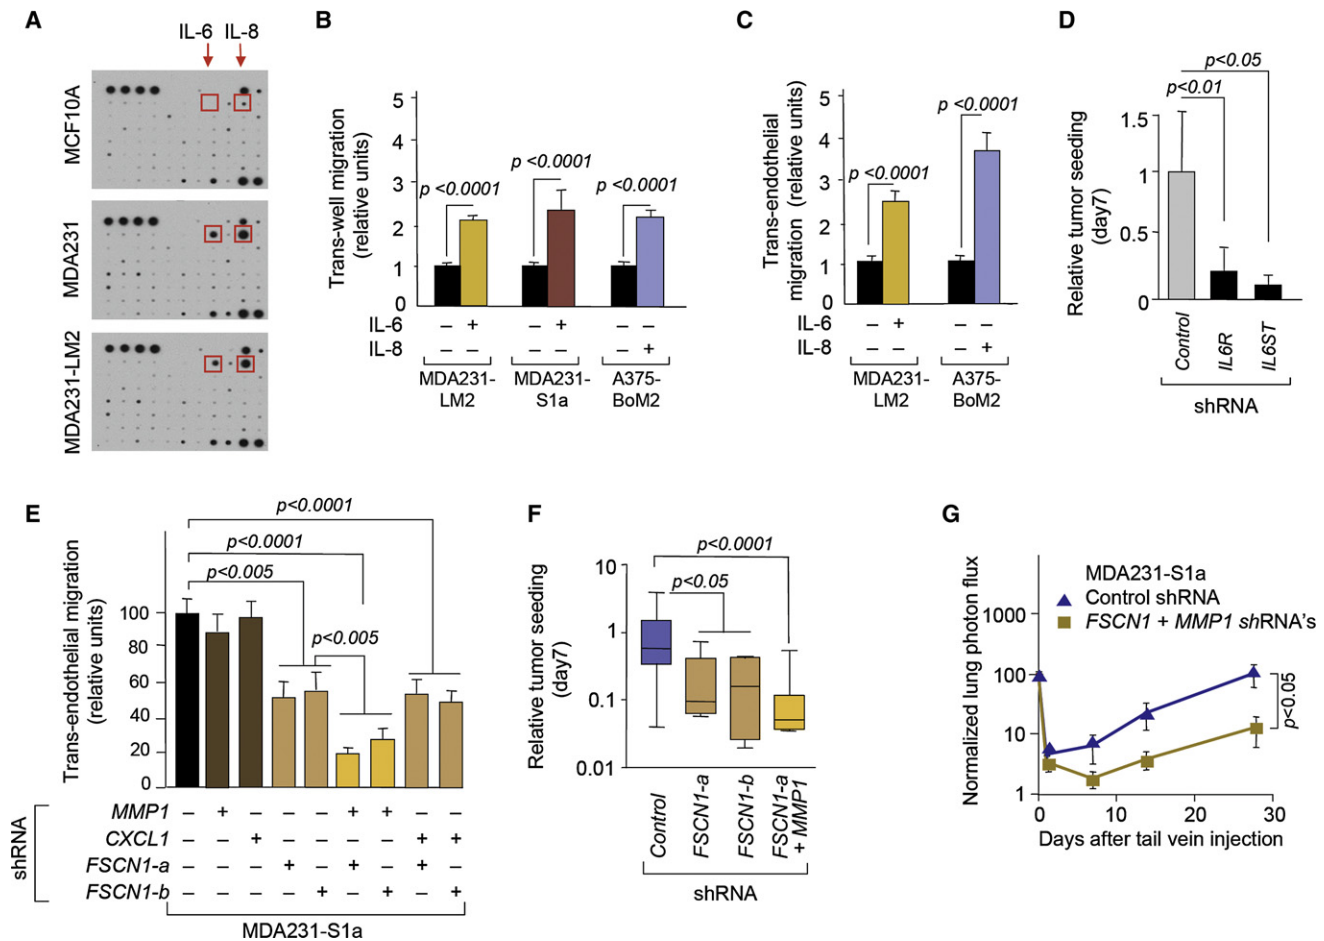 A
IL-6 IL-8
MCF10A
MDA231
MDA231-LM2
B
Trans-well migration
(relative units)
5
4
3
2
1
0
p <0.0001
p <0.0001
p <0.0001
IL-6 – + – + – –
IL-8 – – – – – +
MDA231-
LM2
MDA231-
S1a
A375-
BoM2
C
Trans-endothelial
migration (relative units)
5
4
3
2
1
0
p <0.0001
p <0.0001
IL-6 – + – –
IL-8 – – – +
MDA231-
LM2
A375-
BoM2
D
Relative tumor seeding
(day7)
1.5
1
0.5
0
p<0.05
p<0.01
Control
IL6R
IL6ST
shRNA
E
Trans-endothelial migration
(relative units)
100
80
60
40
20
0
p<0.0001
p<0.0001
p<0.005
p<0.005
shRNA
MMP1 – + – – – + + – –
CXCL1 – – + – – – – + +
FSCN1-a – – – + – + – + –
FSCN1-b – – – – + – + – +
MDA231-S1a
F
Relative tumor seeding
(day7)
10
1
0.1
0.01
p<0.0001
p<0.05
Control
FSCN1-a
FSCN1-b
FSCN1-a
+ MMP1
shRNA
G
Normalized lung photon flux
1000
100
10
1
MDA231-S1a
Control shRNA
FSCN1 + MMP1 shRNA's
p<0.05
0 10 20 30
Days after tail vein injection